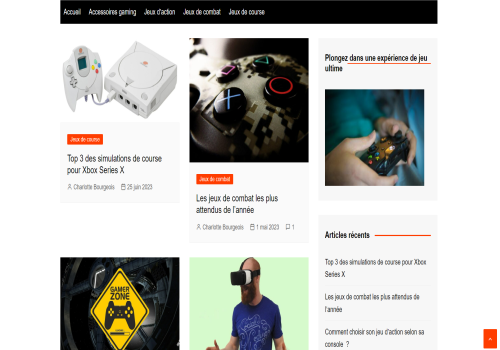 Accueil Accessoires gaming Jeux d'action Jeux de combat Jeux de course
Jeux de course
Top 3 des simulations de course
pour Xbox Series X
Charlotte Bourgeois 25 juin 2023
Jeux de combat
Les jeux de combat les plus
attendus de l'année
Charlotte Bourgeois 1 mai 2023 1
GAMER
ZONE
Plongez dans une expérience de jeu
ultime
Articles récents
Top 3 des simulations de course pour Xbox
Series X
Les jeux de combat les plus attendus de
l'année
Comment choisir son jeu d'action selon sa
console ?